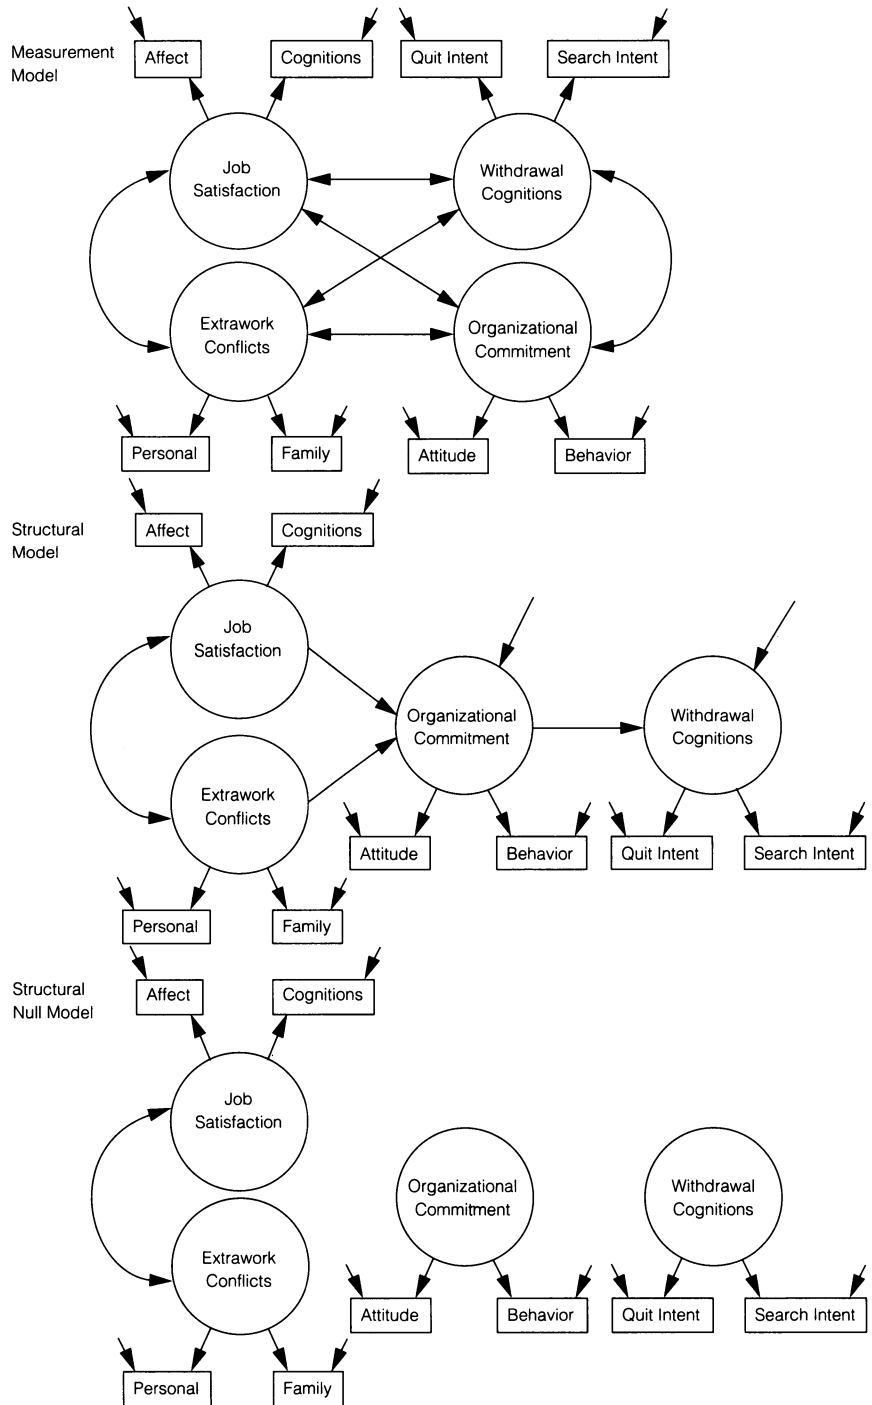 Measurement
Model
Affect
Cognitions
Quit Intent
Search Intent
Job
Satisfaction
Withdrawal
Cognitions
Extrawork
Conflicts
Organizational
Commitment
Personal
Family
Attitude
Behavior
Structural
Model
Affect
Cognitions
Job
Satisfaction
Organizational
Commitment
Withdrawal
Cognitions
Extrawork
Conflicts
Attitude
Behavior
Quit Intent
Search Intent
Personal
Family
Structural
Null Model
Affect
Cognitions
Job
Satisfaction
Organizational
Commitment
Withdrawal
Cognitions
Extrawork
Conflicts
Attitude
Behavior
Quit Intent
Search Intent
Personal
Family